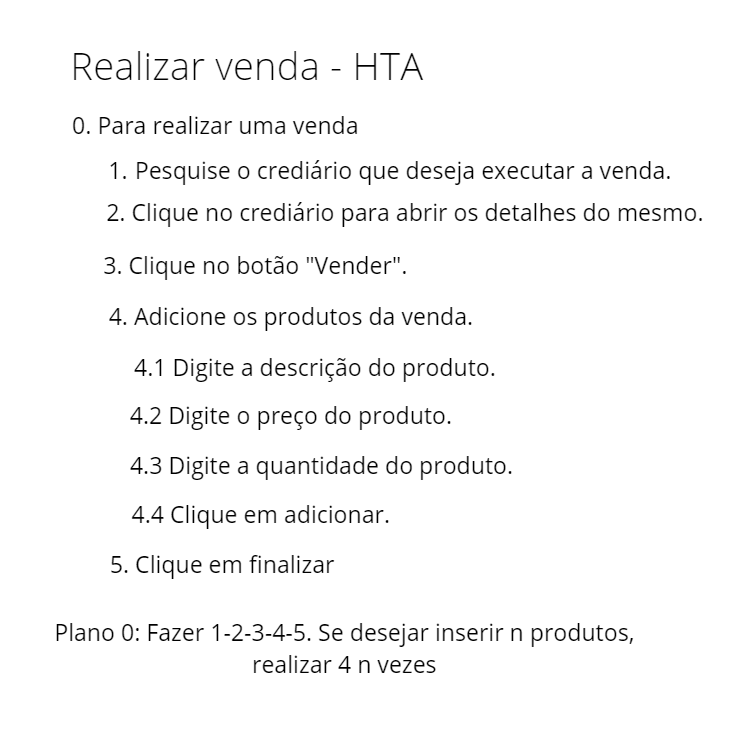 Realizar venda - HTA
0. Para realizar uma venda
1. Pesquise o crediário que deseja executar a venda.
2. Clique no crediário para abrir os detalhes do mesmo.
3. Clique no botão "Vender".
4. Adicione os produtos da venda.
4.1 Digite a descrição do produto.
4.2 Digite o preço do produto.
4.3 Digite a quantidade do produto.
4.4 Clique em adicionar.
5. Clique em finalizar
Plano 0: Fazer 1-2-3-4-5. Se desejar inserir n produtos,
realizar 4 n vezes